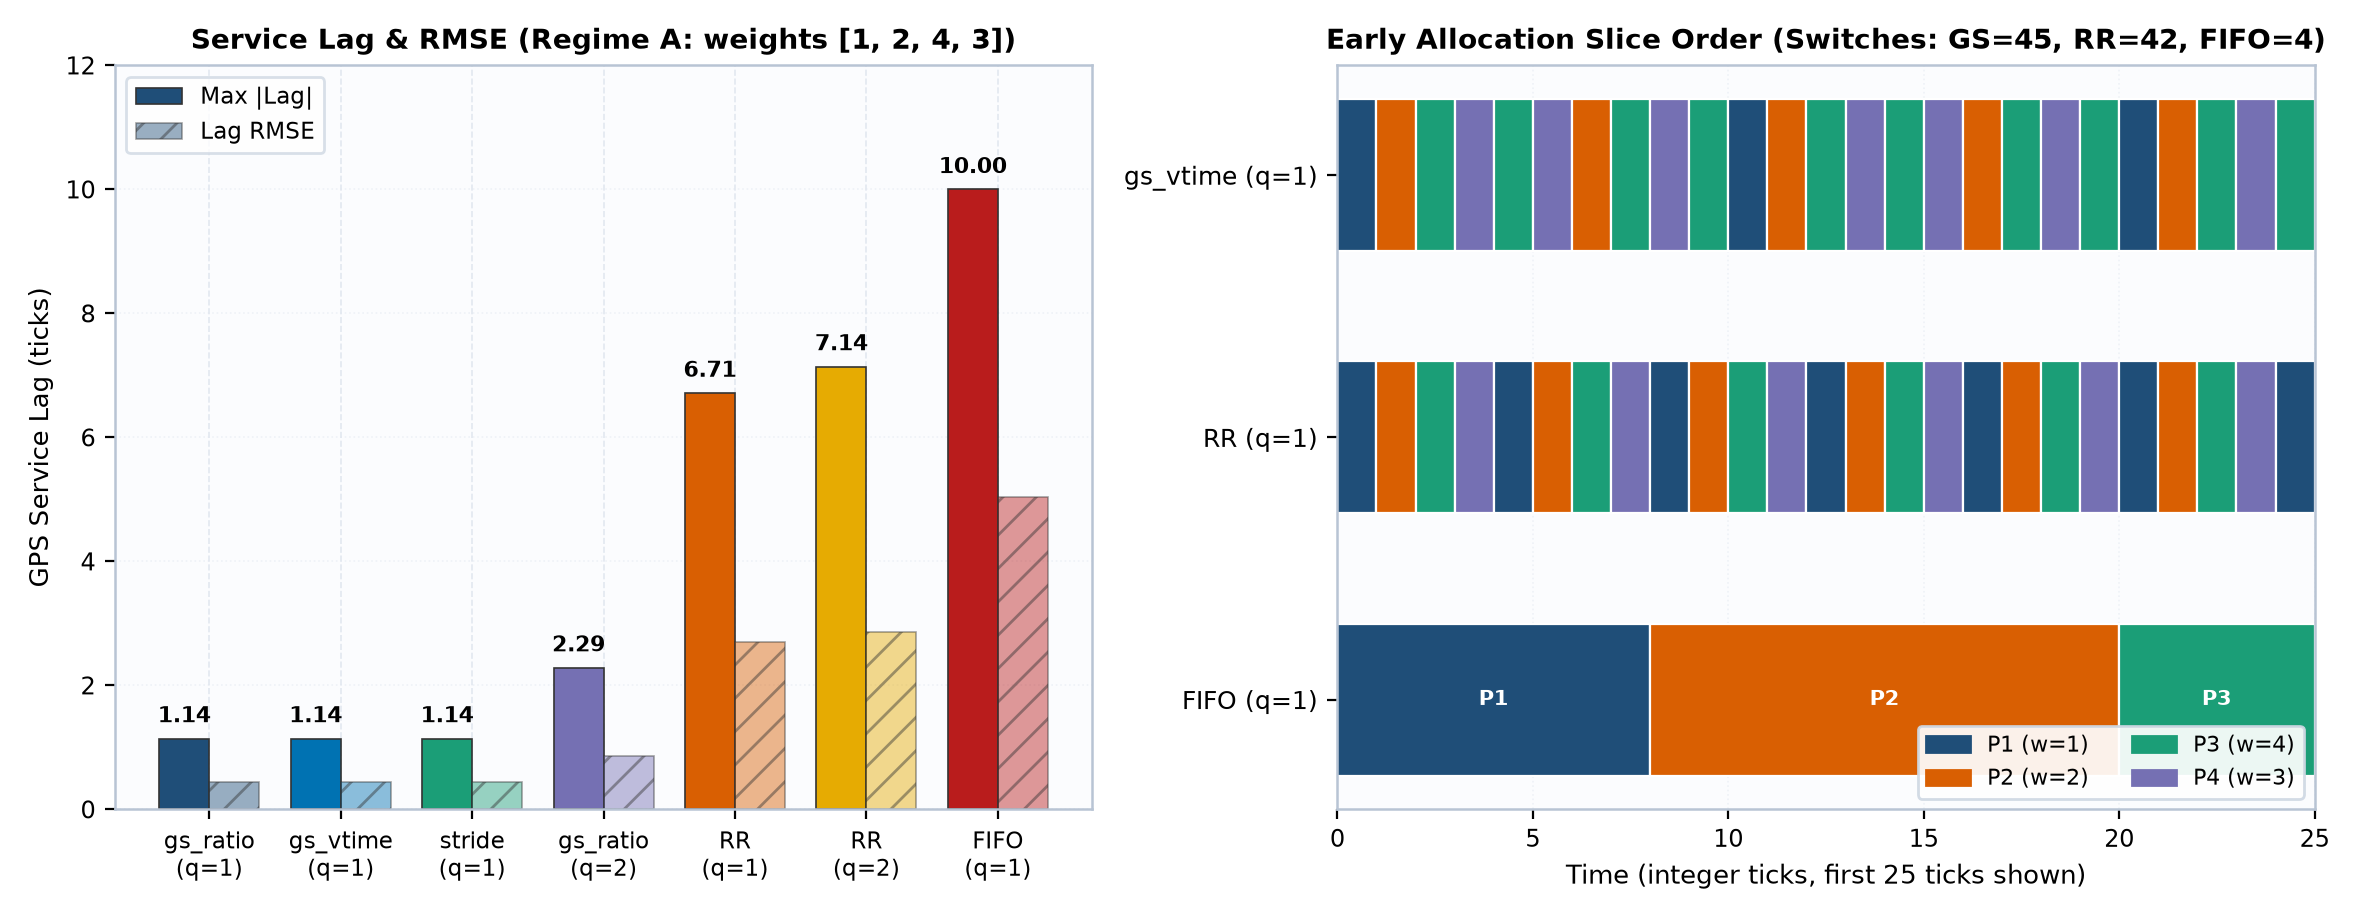 Service Lag & RMSE (Regime A: weights [1, 2, 4, 3])
Max |Lag|
Lag RMSE
GPS Service Lag (ticks)
12
10
8
6
4
2
0
1.14
1.14
1.14
2.29
6.71
7.14
10.00
gs_ratio
(q=1)
gs_vtime
(q=1)
stride
(q=1)
gs_ratio
(q=2)
RR
(q=1)
RR
(q=2)
FIFO
(q=1)
Early Allocation Slice Order (Switches: GS=45, RR=42, FIFO=4)
gs_vtime (q=1)
RR (q=1)
FIFO (q=1)
P1
P2
P3
P1 (w=1)
P2 (w=2)
P3 (w=4)
P4 (w=3)
0
5
10
15
20
25
Time (integer ticks, first 25 ticks shown)